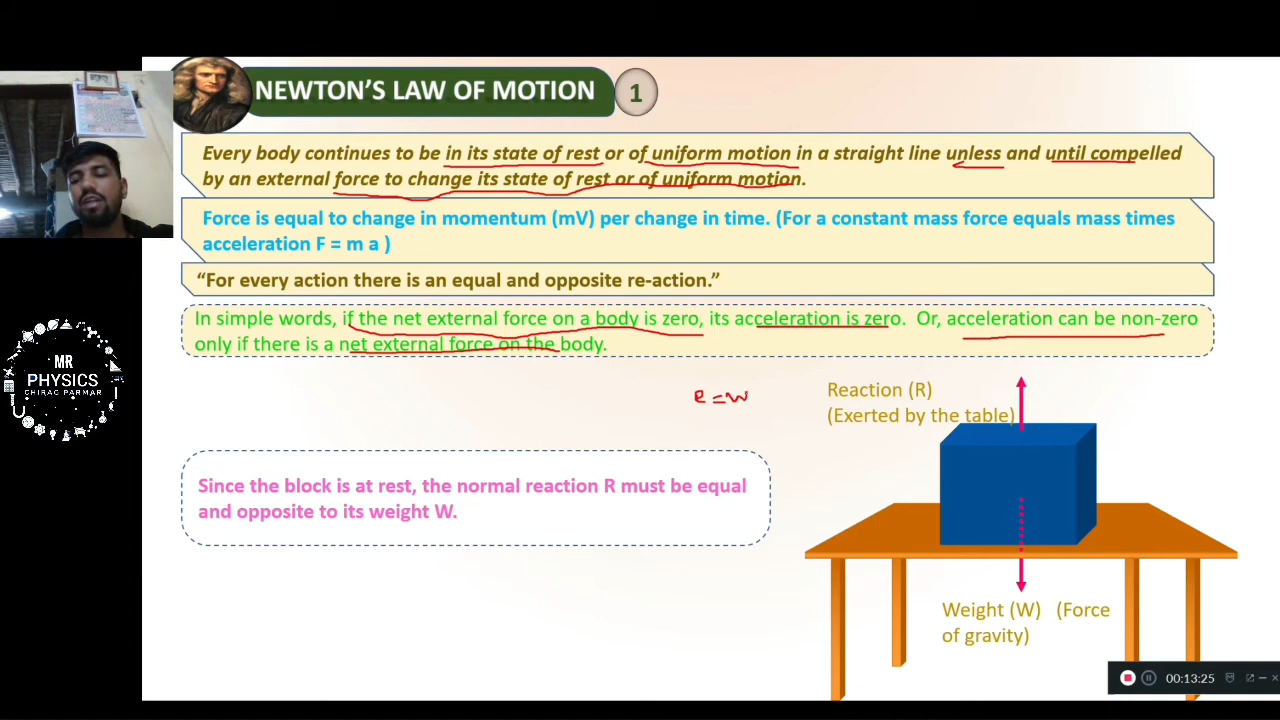 NEWTON'S LAW OF MOTION
1
Every body continues to be in its state of rest or of uniform motion in a straight line unless and until compelled
by an external force to change its state of rest or of uniform motion.
Force is equal to change in momentum (mV) per change in time. (For a constant mass force equals mass times
acceleration F = m a )
“For every action there is an equal and opposite re-action.”
In simple words, if the net external force on a body is zero, its acceleration is zero. Or, acceleration can be non-zero
only if there is a net external force on the body.
MR
PHYSICS
CHIRAG PARMAR
R = W
Reaction (R)
(Exerted by the table)
Since the block is at rest, the normal reaction R must be equal
and opposite to its weight W.
Weight (W) (Force
of gravity)
00:13:25